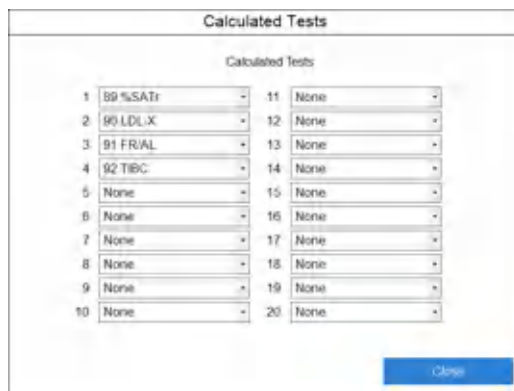 Calculated Tests
Calculated Tests
1 89 %SATr 11 None
2 90 LDL-X 12 None
3 91 FR/AL 13 None
4 92 TIBC 14 None
5 None 15 None
6 None 16 None
7 None 17 None
8 None 18 None
9 None 19 None
10 None 20 None
Close